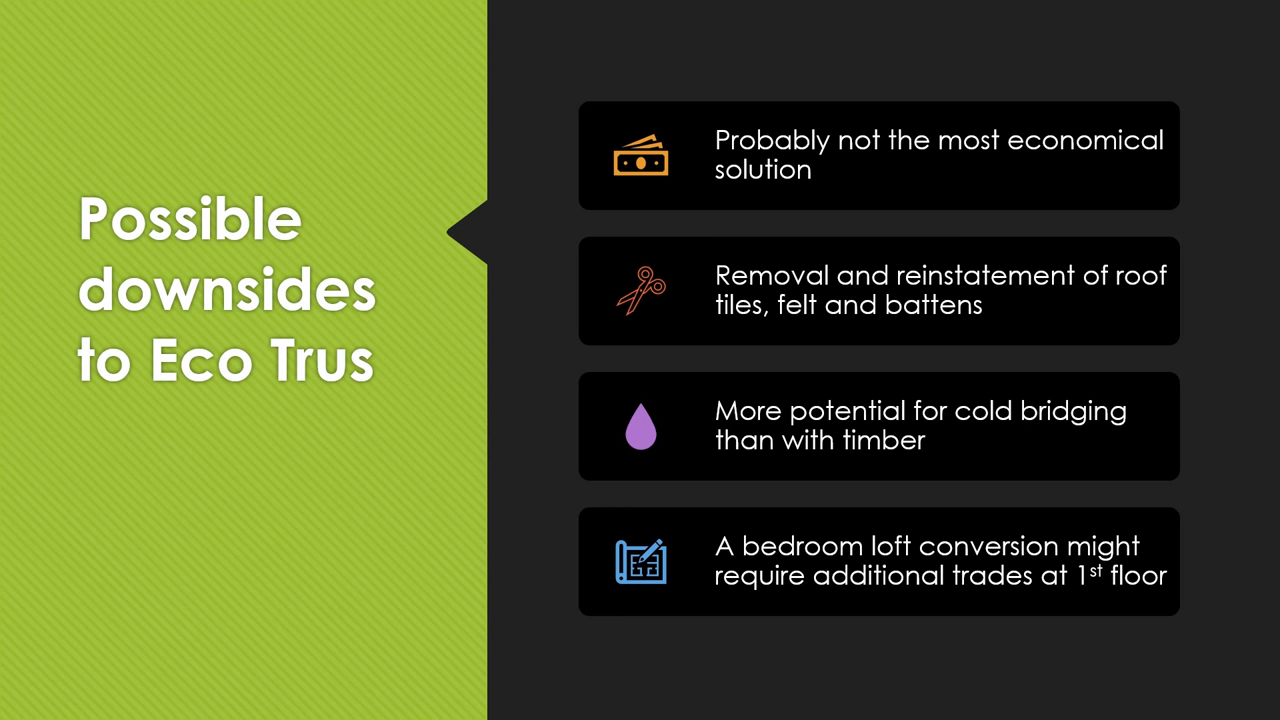 Possible
downsides
to Eco Trus
Probably not the most economical
solution
Removal and reinstatement of roof
tiles, felt and battens
More potential for cold bridging
than with timber
A bedroom loft conversion might
require additional trades at 1st floor